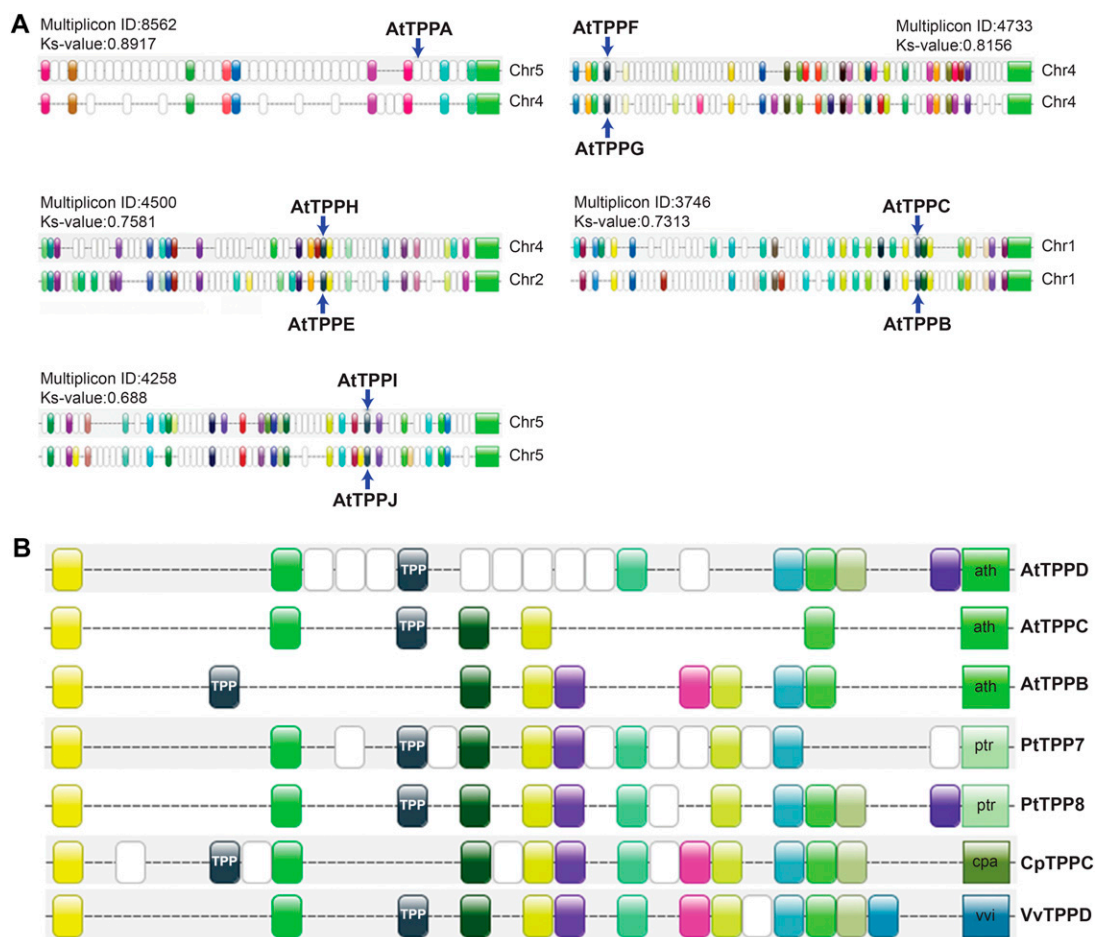 A
Multiplicon ID:8562
Ks-value:0.8917
AtTPPA
Chr5
Chr4
AtTPPF
Multiplicon ID:4733
Ks-value:0.8156
Chr4
Chr4
AtTPPG
Multiplicon ID:4500
Ks-value:0.7581
AtTPPH
Chr4
Chr2
AtTPPE
Multiplicon ID:3746
Ks-value:0.7313
AtTPPC
Chr1
Chr1
AtTPPB
Multiplicon ID:4258
Ks-value:0.688
AtTPPI
Chr5
Chr5
AtTPPJ
B
TPP ath AtTPPD
TPP ath AtTPPC
TPP ath AtTPPB
TPP ptr PtTPP7
TPP ptr PtTPP8
TPP cpa CpTPPC
TPP vvi VvTPPD